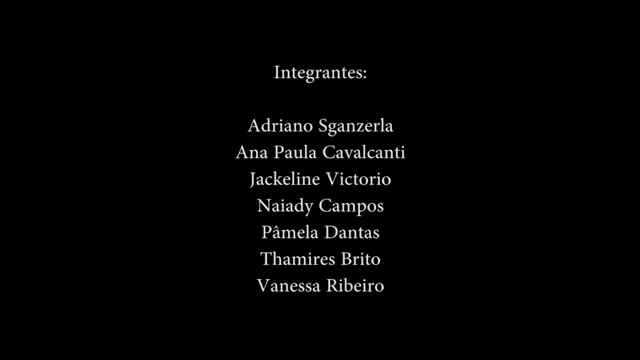 Integrantes:
Adriano Sganzerla
Ana Paula Cavalcanti
Jackeline Victorio
Naiady Campos
Pâmela Dantas
Thamires Brito
Vanessa Ribeiro